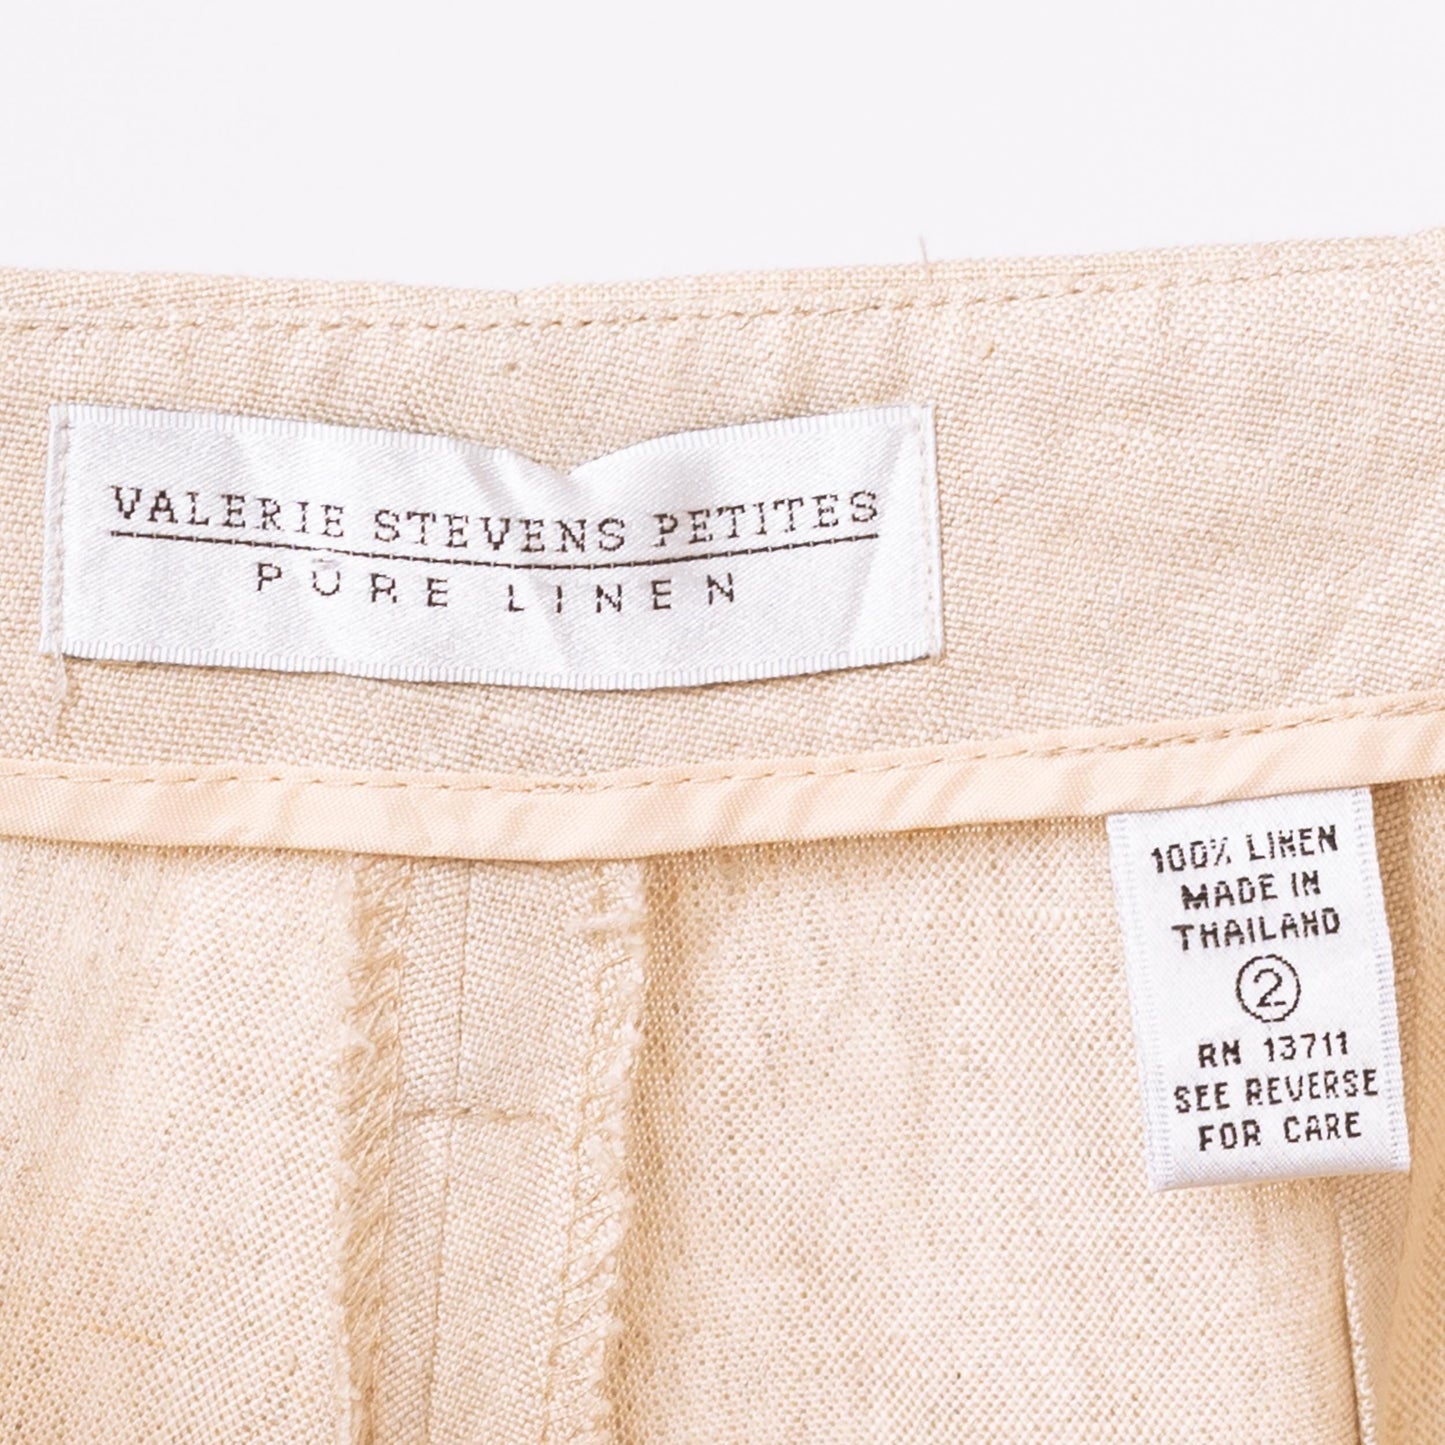 VALERIE STEVENS PETITES
PURE LINEN
100% LINEN
MADE IN
THAILAND
2
RN 13711
SEE REVERSE
FOR CARE